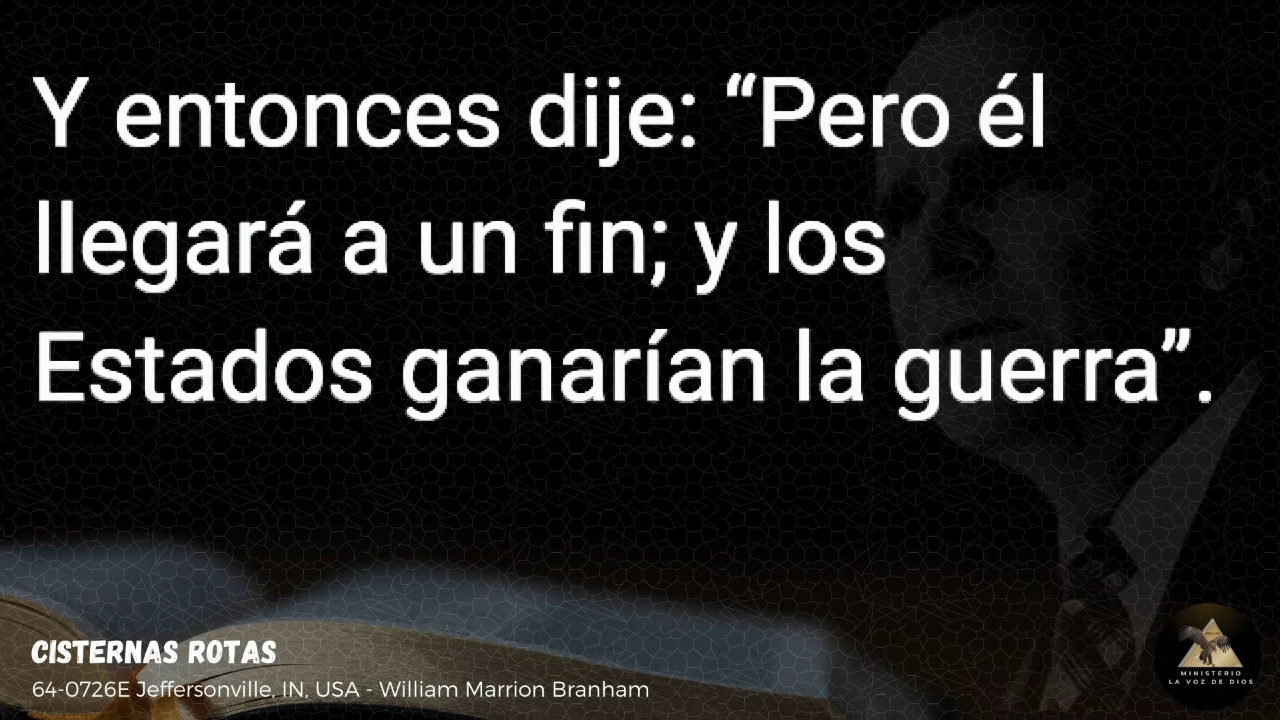 Y entonces dije: “Pero él
llegará a un fin; y los
Estados ganarían la guerra”.
CISTERNAS ROTAS
64-0726E Jeffersonville, IN, USA - William Marrion Branham
MINISTERIO
LA VOZ DE DIOS